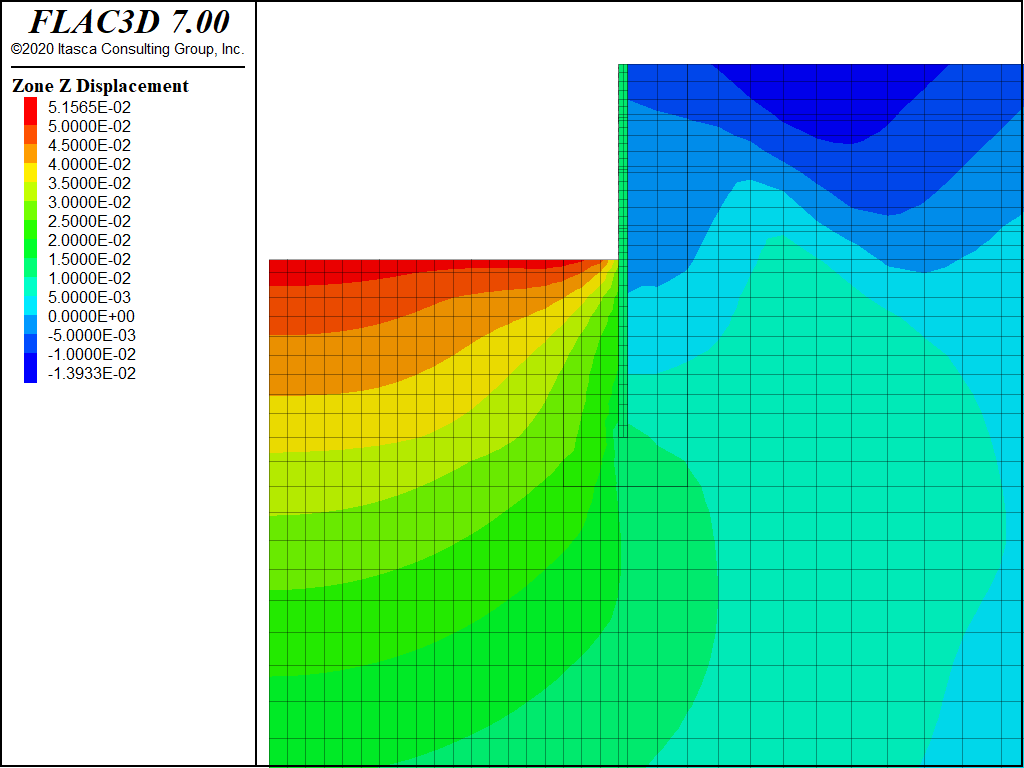 FLAC3D 7.00
©2020 Itasca Consulting Group, Inc.
Zone Z Displacement
5.1565E-02
5.0000E-02
4.5000E-02
4.0000E-02
3.5000E-02
3.0000E-02
2.5000E-02
2.0000E-02
1.5000E-02
1.0000E-02
5.0000E-03
0.0000E+00
-5.0000E-03
-1.0000E-02
-1.3933E-02